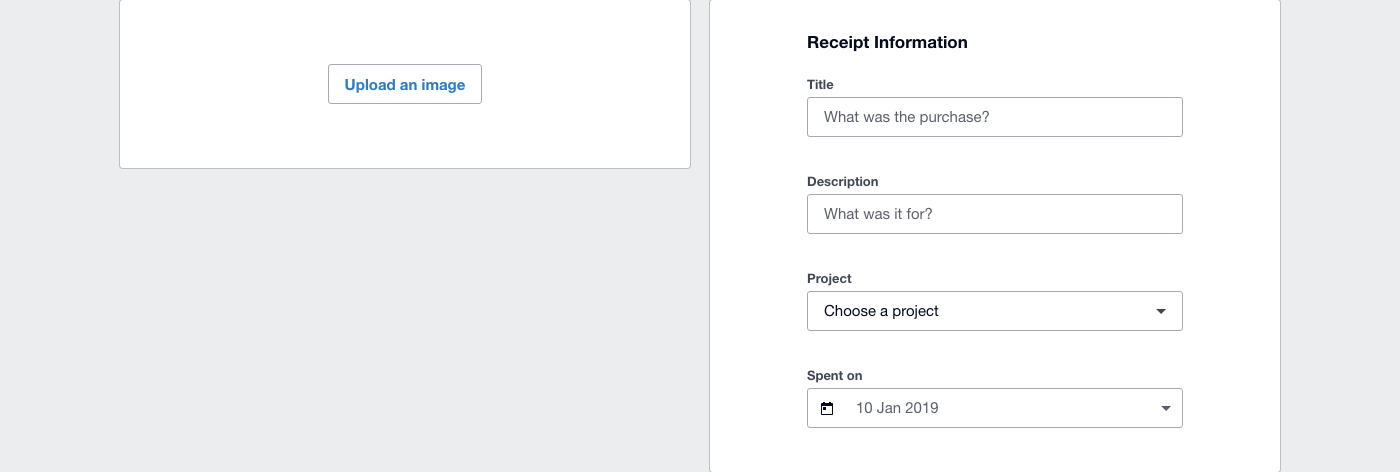 Upload an image
Receipt Information
Title
What was the purchase?
Description
What was it for?
Project
Choose a project
Spent on
10 Jan 2019